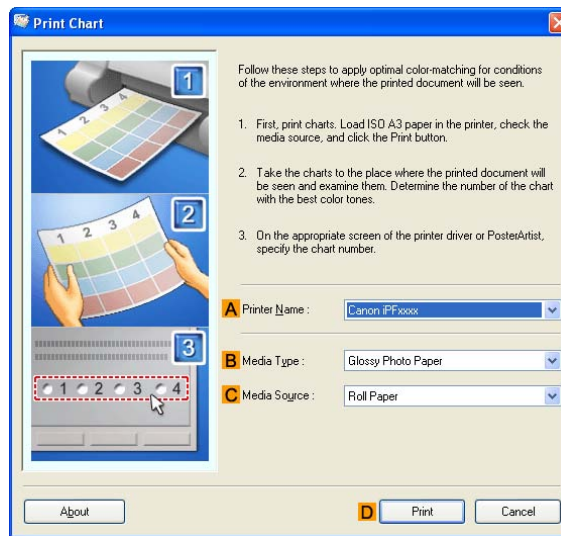 Print Chart
1
1 2 3 4
2
1 2 3 4
3
1 2 3 4
Follow these steps to apply optimal color-matching for conditions
of the environment where the printed document will be seen.
1. First, print charts. Load ISO A3 paper in the printer, check the
media source, and click the Print button.
2. Take the charts to the place where the printed document will
be seen and examine them. Determine the number of the chart
with the best color tones.
3. On the appropriate screen of the printer driver or PosterArtist,
specify the chart number.
A Printer Name : Canon iPFxxxx
B Media Type : Glossy Photo Paper
C Media Source : Roll Paper
About D Print Cancel